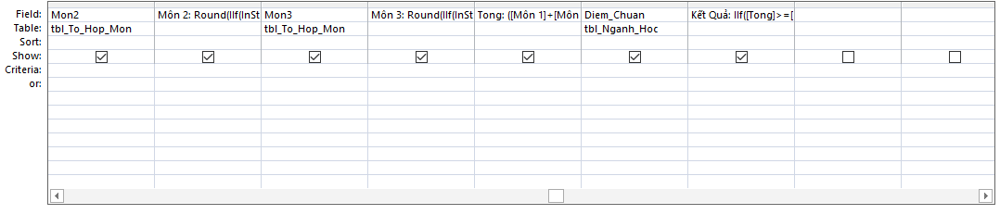 Field: Mon2 Môn 2: Round(IIf(InSt Mon3 Môn 3: Round(IIf(InSt Tong: ([Môn 1]+[Môn Diem_Chuan Kết Quả: IIf([Tong]>=[
Table: tbl_To_Hop_Mon tbl_To_Hop_Mon tbl_Nganh_Hoc
Sort:
Show:
Criteria:
or: